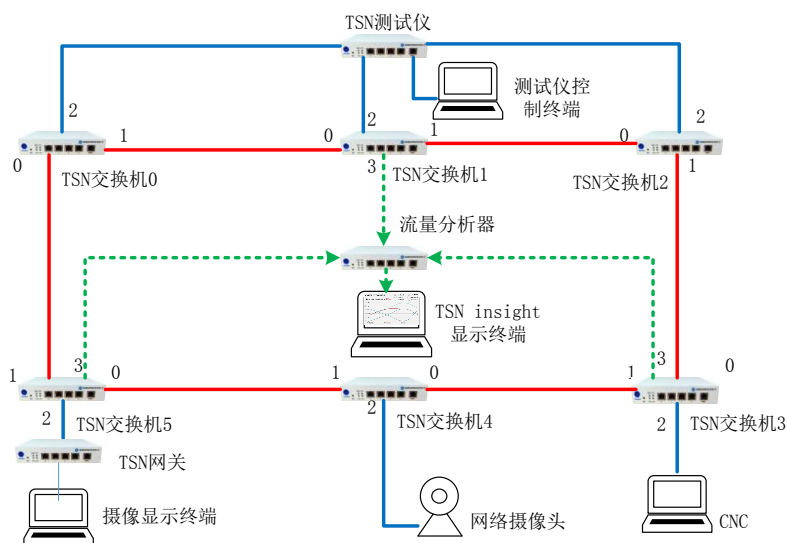 TSN测试仪
测试仪控
制终端
2
2
2
1
0
1
0
0
3
1
TSN交换机0
TSN交换机1
TSN交换机2
流量分析器
TSN insight
显示终端
1
3
0
1
0
1
3
0
2
TSN交换机5
2
TSN交换机4
2
TSN交换机3
TSN网关
摄像显示终端
网络摄像头
CNC